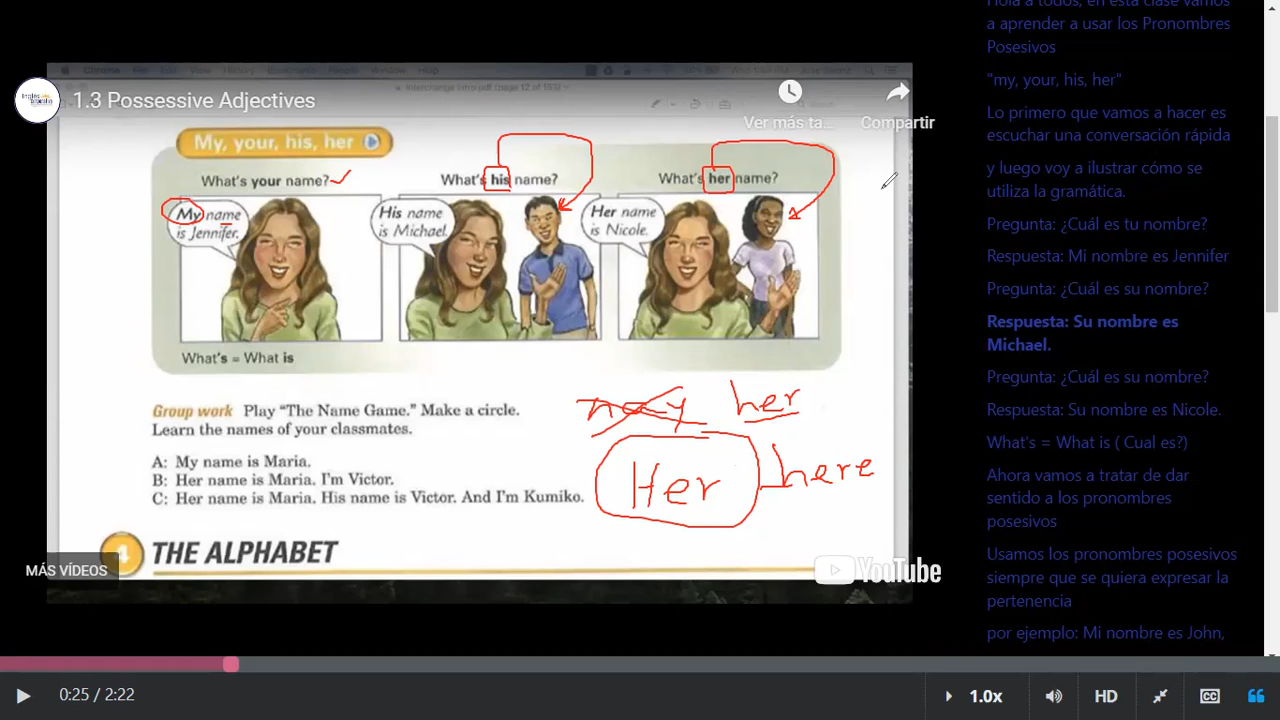 Hola a todos, en esta clase vamos
a aprender a usar los Pronombres
Posesivos
"my, your, his, her"
Lo primero que vamos a hacer es
escuchar una conversación rápida
y luego voy a ilustrar cómo se
utiliza la gramática.
Pregunta: ¿Cuál es tu nombre?
Respuesta: Mi nombre es Jennifer
Pregunta: ¿Cuál es su nombre?
Respuesta: Su nombre es
Michael.
Pregunta: ¿Cuál es su nombre?
Respuesta: Su nombre es Nicole.
What's = What is ( Cual es?)
Ahora vamos a tratar de dar
sentido a los pronombres
posesivos
Usamos los pronombres posesivos
siempre que se quiera expresar la
pertenencia
por ejemplo: Mi nombre es John,
1.3 Possessive Adjectives
Ver más ta...
Compartir
My, your, his, her
What's your name?
What's his name?
What's her name?
My name
is Jennifer.
His name
is Michael.
Her name
is Nicole.
What's = What is
her
Her
here
Group work Play "The Name Game." Make a circle.
Learn the names of your classmates.
A: My name is Maria.
B: Her name is Maria. I'm Victor.
C: Her name is Maria. His name is Victor. And I'm Kumiko.
4 THE ALPHABET
MÁS VÍDEOS
YouTube
0:25 / 2:22
1.0x
HD
CC